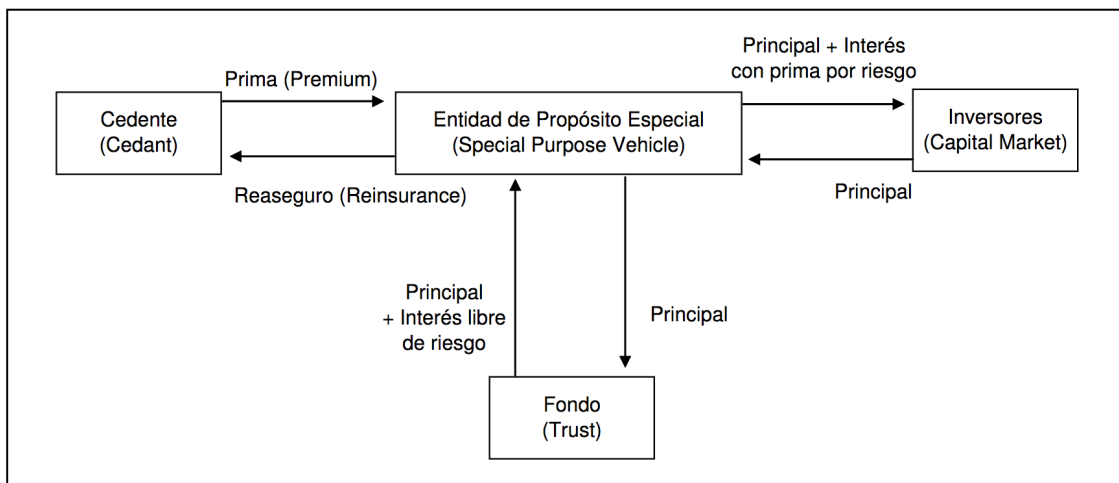 Principal + Interés
con prima por riesgo
Prima (Premium)
Cedente
(Cedant)
Entidad de Propósito Especial
(Special Purpose Vehicle)
Inversores
(Capital Market)
Reaseguro (Reinsurance)
Principal
Principal
+ Interés libre
de riesgo
Principal
Fondo
(Trust)